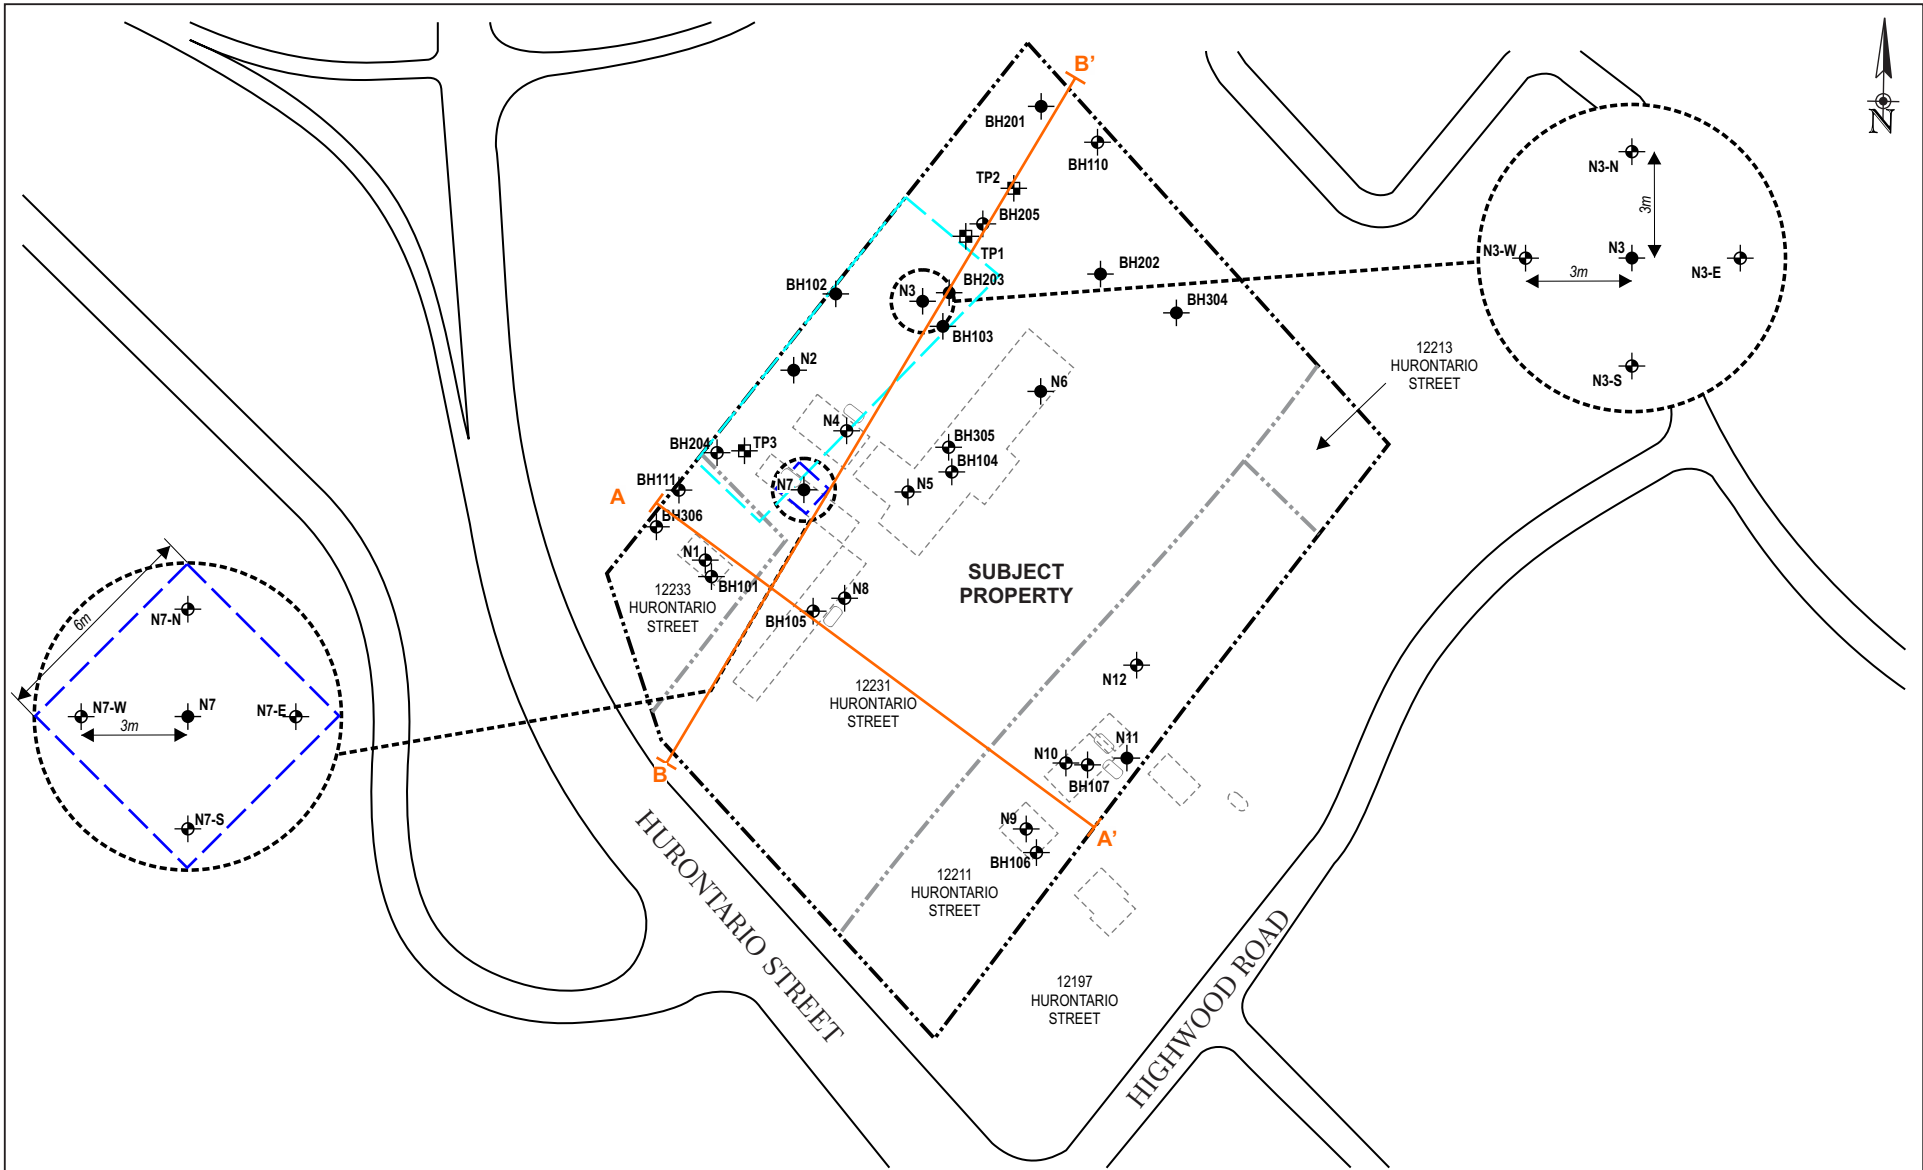 B'
BH201
BH110
N
TP2
BH205
TP1
N3-N
3m
N3-W
N3
N3-E
3m
N3-S
BH202
BH203
N3
BH102
BH304
BH103
12213
HURONTARIO
STREET
N2
N6
N4
BH204
TP3
BH305
BH104
BH111
N7
N5
A
BH306
N1
BH101
12233
HURONTARIO
STREET
N8
BH105
SUBJECT
PROPERTY
6m
N7-N
N7-W
N7
N7-E
3m
N7-S
N12
12231
HURONTARIO
STREET
B
N10
N11
BH107
N9
A'
BH106
12211
HURONTARIO
STREET
HURONTARIO STREET
12197
HURONTARIO
STREET
HIGHWOOD ROAD